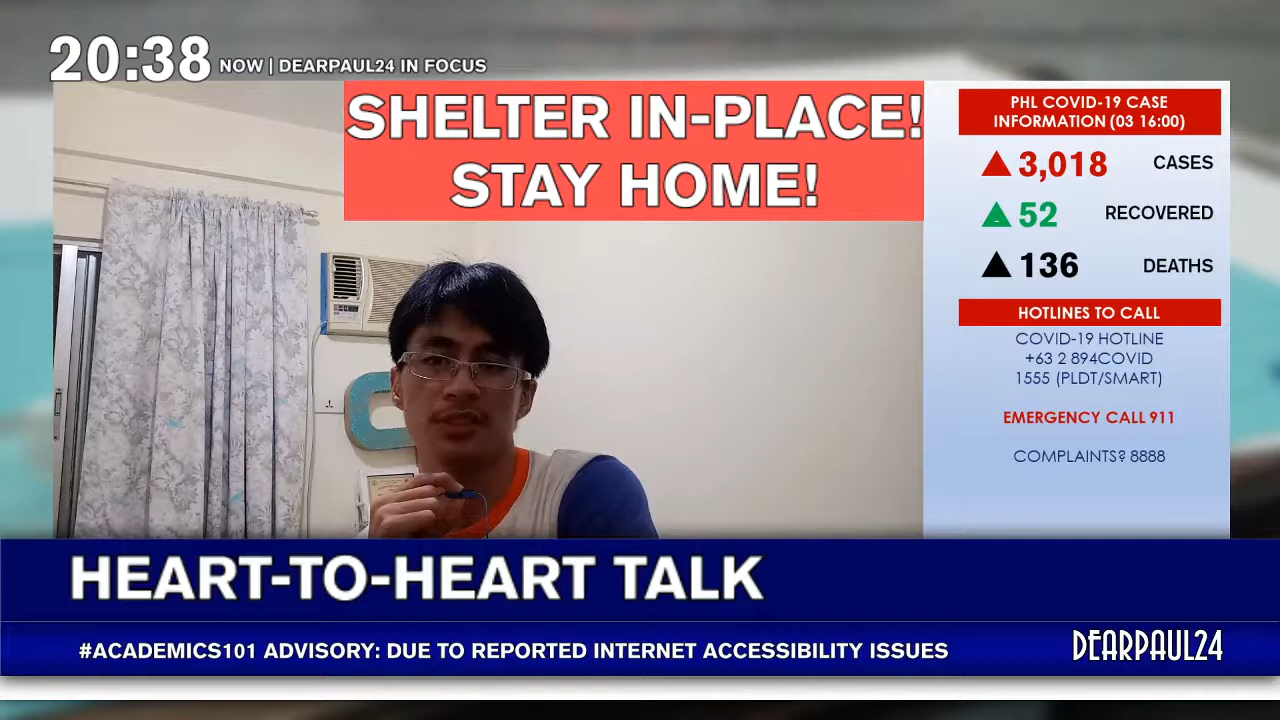 20:38 NOW | DEARPAUL24 IN FOCUS
SHELTER IN-PLACE!
STAY HOME!
PHL COVID-19 CASE
INFORMATION (03 16:00)
▲ 3,018 CASES
▲ 52 RECOVERED
▲ 136 DEATHS
HOTLINES TO CALL
COVID-19 HOTLINE
+63 2 894COVID
1555 (PLDT/SMART)
EMERGENCY CALL 911
COMPLAINTS? 8888
HEART-TO-HEART TALK
#ACADEMICS101 ADVISORY: DUE TO REPORTED INTERNET ACCESSIBILITY ISSUES
DEARPAUL24